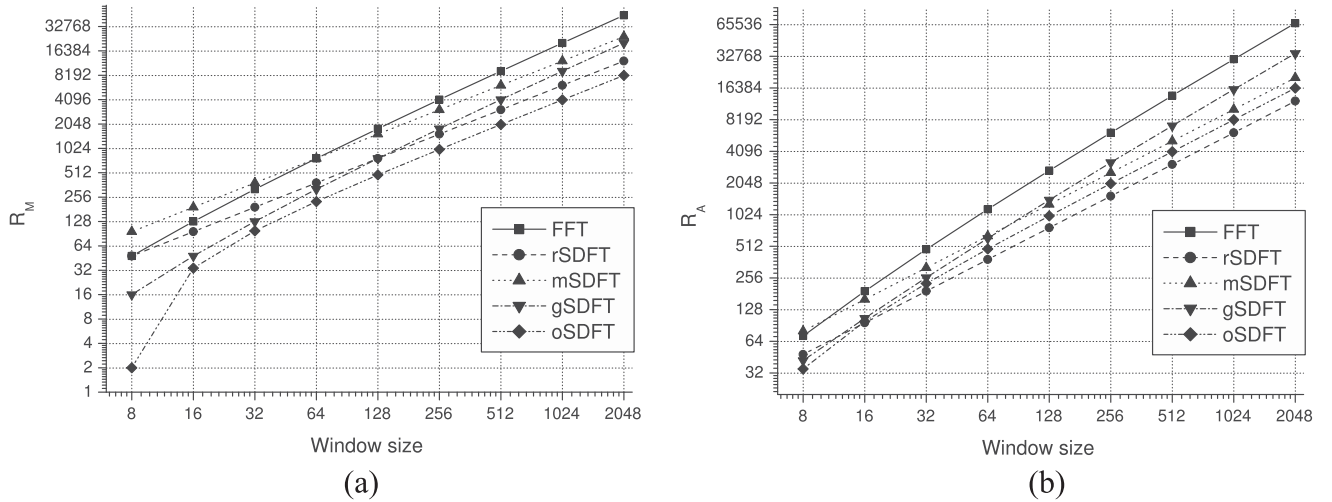 R_M
32768
16384
8192
4096
2048
1024
512
256
128
64
32
16
8
4
2
1
8 16 32 64 128 256 512 1024 2048
Window size
FFT
rSDFT
mSDFT
gSDFT
oSDFT
(a)
R_A
65536
32768
16384
8192
4096
2048
1024
512
256
128
64
32
8 16 32 64 128 256 512 1024 2048
Window size
FFT
rSDFT
mSDFT
gSDFT
oSDFT
(b)